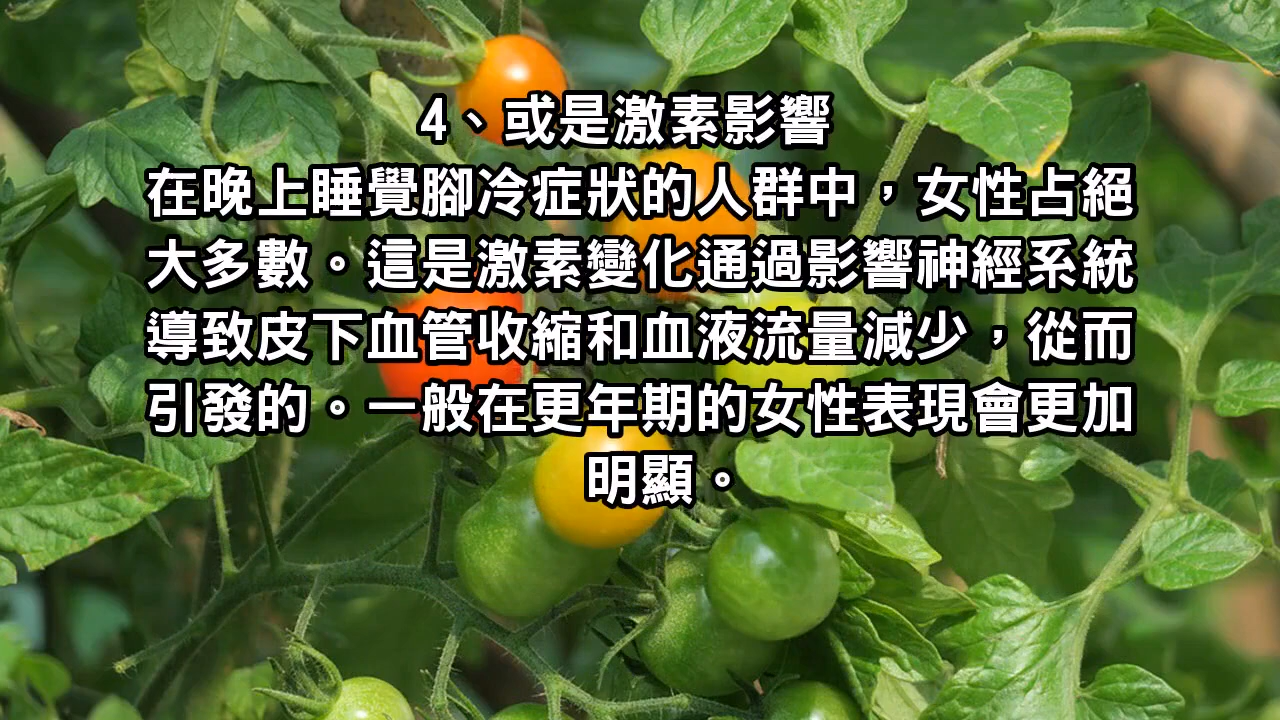 4、或是激素影響
在晚上睡覺腳冷症狀的人群中，女性占絕
大多數。這是激素變化通過影響神經系統
導致皮下血管收縮和血液流量減少，從而
引發的。一般在更年期的女性表現會更加
明顯。